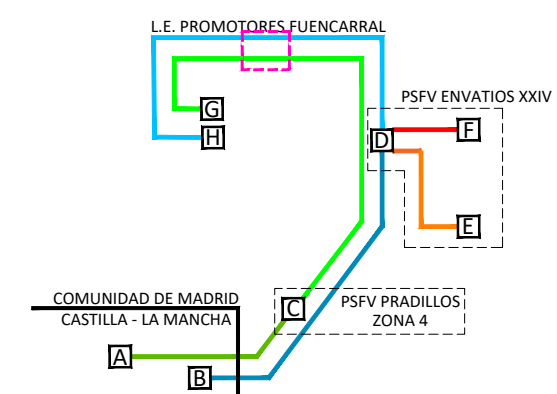 L.E. PROMOTORES FUENCARRAL
PSFV ENVATIOS XXIV
G
F
H
D
E
COMUNIDAD DE MADRID
CASTILLA - LA MANCHA
C
PSFV PRADILLOS
ZONA 4
A
B